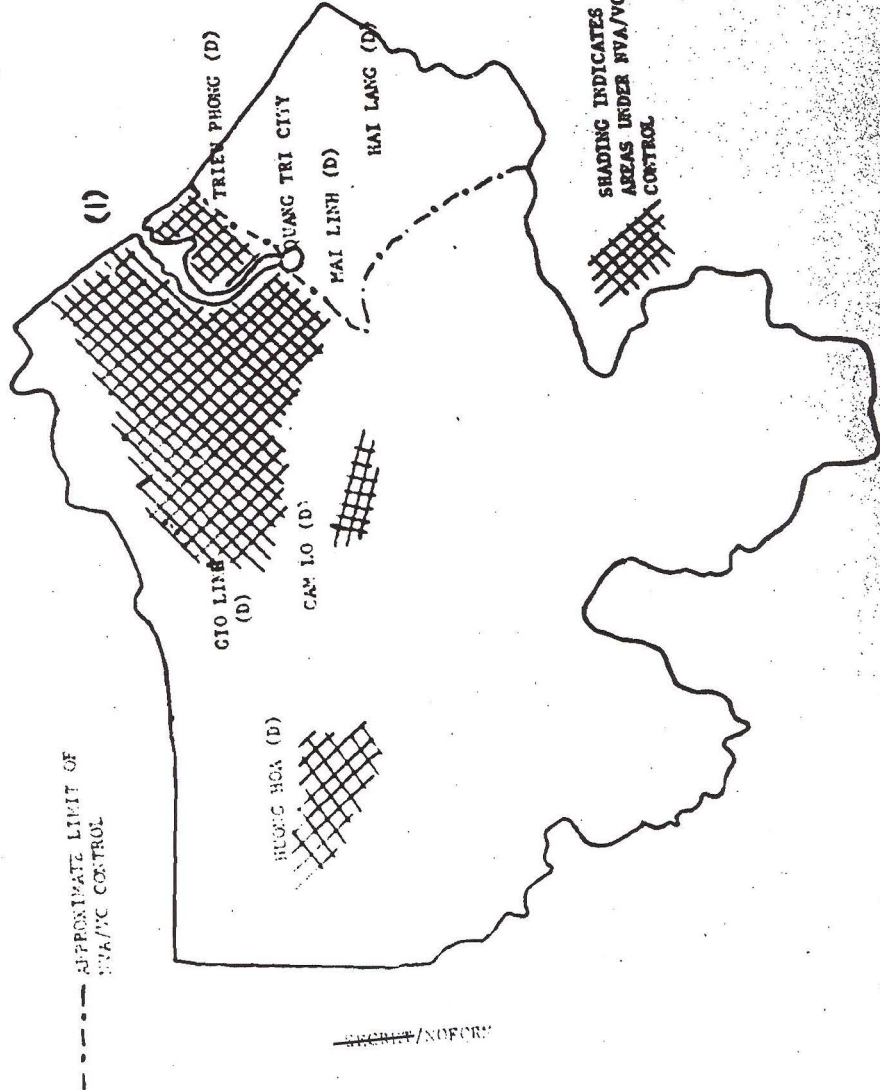 APPROXIMATE LIMIT OF
NVA/VC CONTROL
(1)
TRIEU PHONG (D)
QUANG TRI CITY
MAI LINH (D)
HAI LANG (D)
GIO LINH
(D)
CAM LO (D)
HUONG HOA (D)
SHADING INDICATES
AREAS UNDER NVA/VC
CONTROL
SECRET/NOFORN